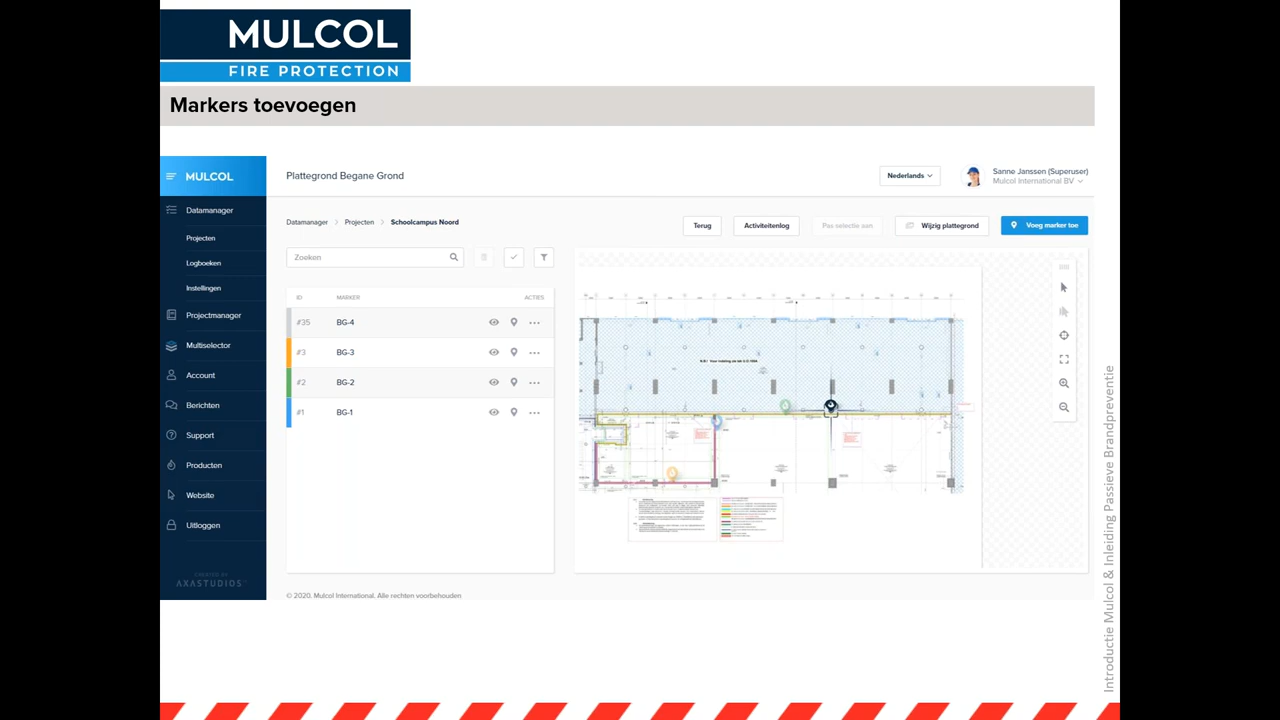 MULCOL
FIRE PROTECTION
Markers toevoegen
MULCOL
Plattegrond Begane Grond
Nederlands
Sanne Janssen (Superuser)
Mulcol International BV
Datamanager
Projecten
Logboeken
Instellingen
Projectmanager
Multiselector
Account
Berichten
Support
Producten
Website
Uitloggen
CREATED BY
AXASTUDIOS
Datamanager > Projecten > Schoolcampus Noord
Terug
Activiteitenlog
Pas selectie aan
Wijzig plattegrond
Voeg marker toe
Zoeken
ID MARKER ACTIES
#35 BG-4
#3 BG-3
#2 BG-2
#1 BG-1
© 2020, Mulcol International. Alle rechten voorbehouden
Introductie Mulcol & Inleiding Passieve Brandpreventie